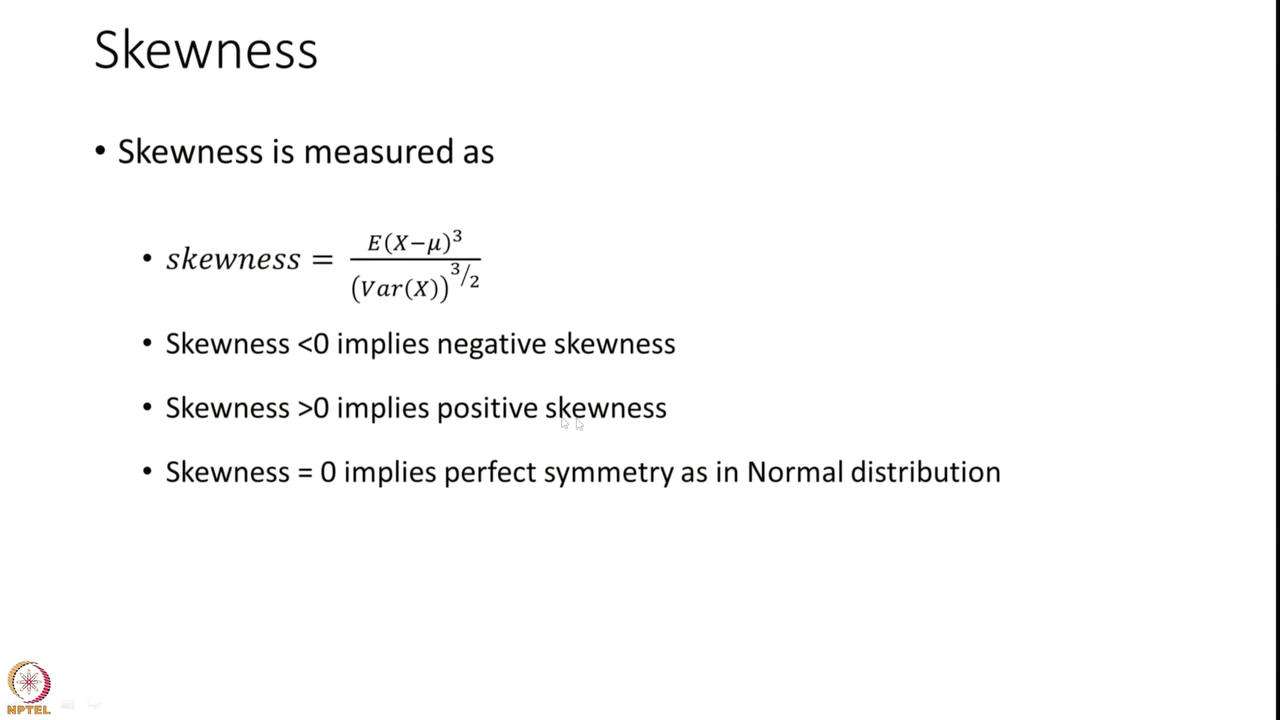 Skewness
• Skewness is measured as
• skewness = E(X−μ)³ / (Var(X))^3/2
• Skewness <0 implies negative skewness
• Skewness >0 implies positive skewness
• Skewness = 0 implies perfect symmetry as in Normal distribution
NPTEL